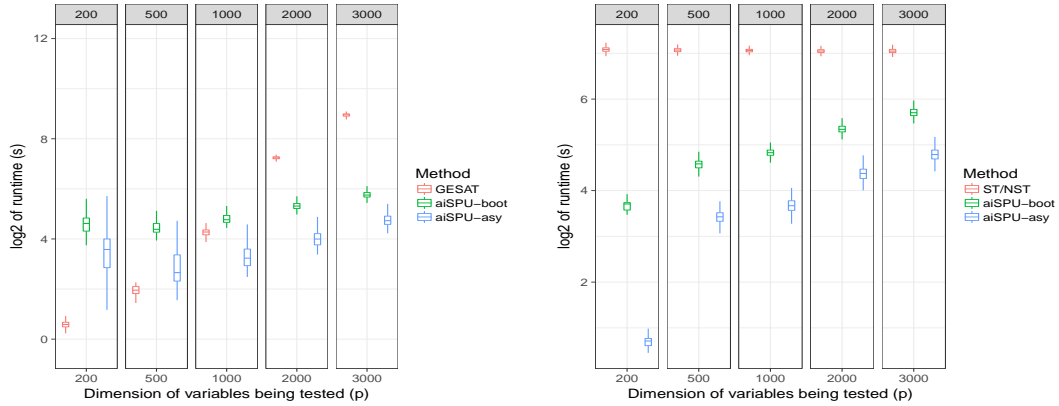 200 500 1000 2000 3000
12
8
4
0
log2 of runtime (s)
200 500 1000 2000 3000
Dimension of variables being tested (p)
Method
GESAT
aiSPU-boot
aiSPU-asy
200 500 1000 2000 3000
6
4
2
log2 of runtime (s)
200 500 1000 2000 3000
Dimension of variables being tested (p)
Method
ST/NST
aiSPU-boot
aiSPU-asy